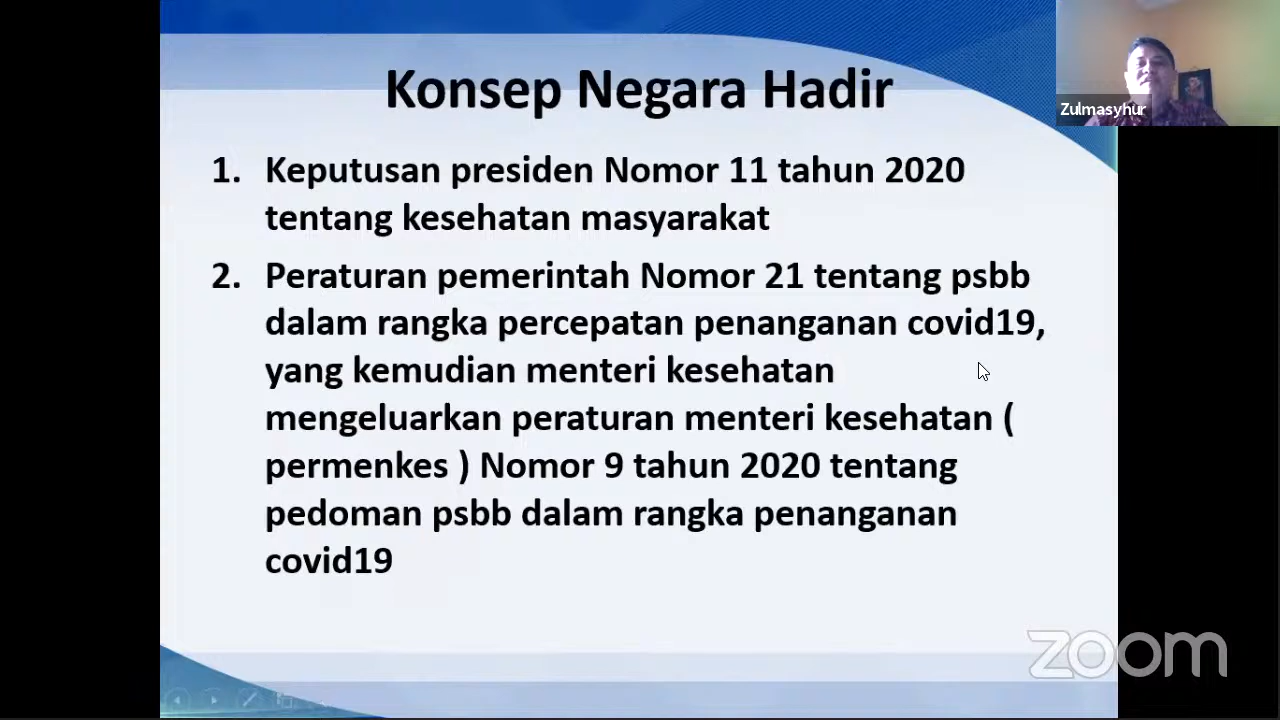 Konsep Negara Hadir
Zulmasyhur
1. Keputusan presiden Nomor 11 tahun 2020
tentang kesehatan masyarakat
2. Peraturan pemerintah Nomor 21 tentang psbb
dalam rangka percepatan penanganan covid19,
yang kemudian menteri kesehatan
mengeluarkan peraturan menteri kesehatan (
permenkes ) Nomor 9 tahun 2020 tentang
pedoman psbb dalam rangka penanganan
covid19
zoom